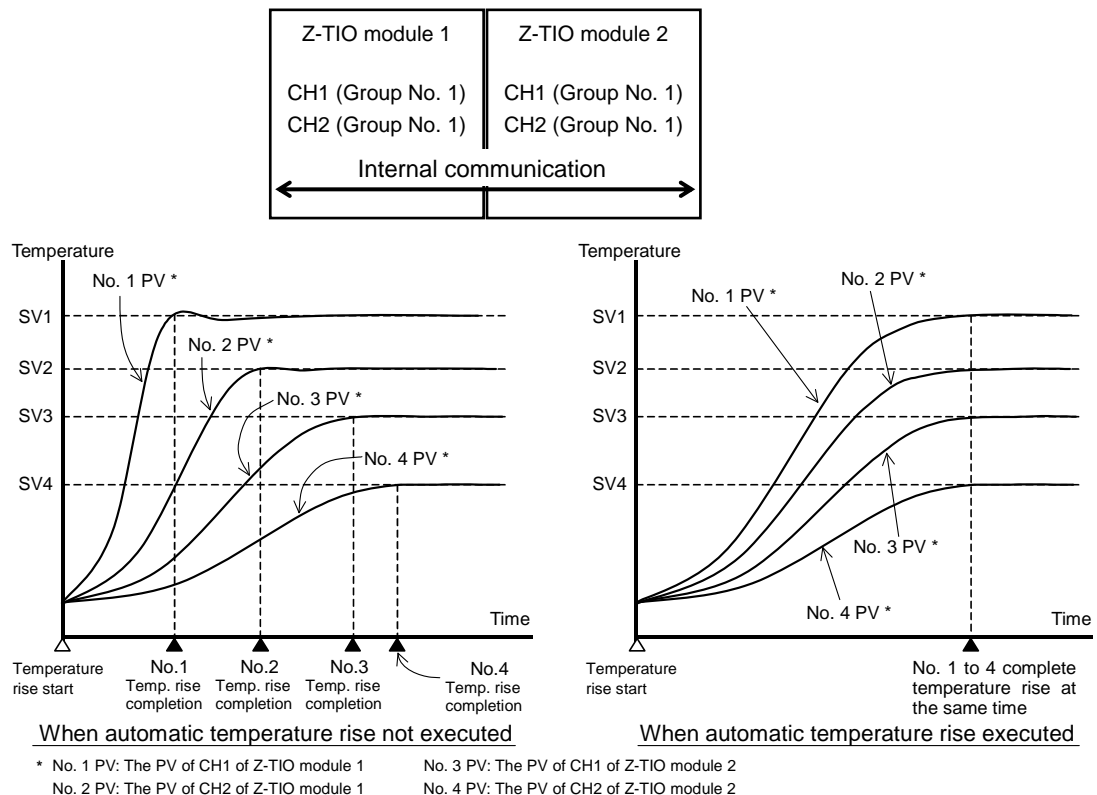 Z-TIO module 1
CH1 (Group No. 1)
CH2 (Group No. 1)
Z-TIO module 2
CH1 (Group No. 1)
CH2 (Group No. 1)
Internal communication
Temperature
No. 1 PV *
SV1
No. 2 PV *
SV2
No. 3 PV *
SV3
No. 4 PV *
SV4
Time
Temperature
rise start
No.1
Temp. rise
completion
No.2
Temp. rise
completion
No.3
Temp. rise
completion
No.4
Temp. rise
completion
When automatic temperature rise not executed
Temperature
No. 2 PV *
No. 1 PV *
SV1
SV2
SV3
SV4
No. 3 PV *
No. 4 PV *
Time
Temperature
rise start
No. 1 to 4 complete
temperature rise at
the same time
When automatic temperature rise executed
* No. 1 PV: The PV of CH1 of Z-TIO module 1
No. 3 PV: The PV of CH1 of Z-TIO module 2
No. 2 PV: The PV of CH2 of Z-TIO module 1
No. 4 PV: The PV of CH2 of Z-TIO module 2